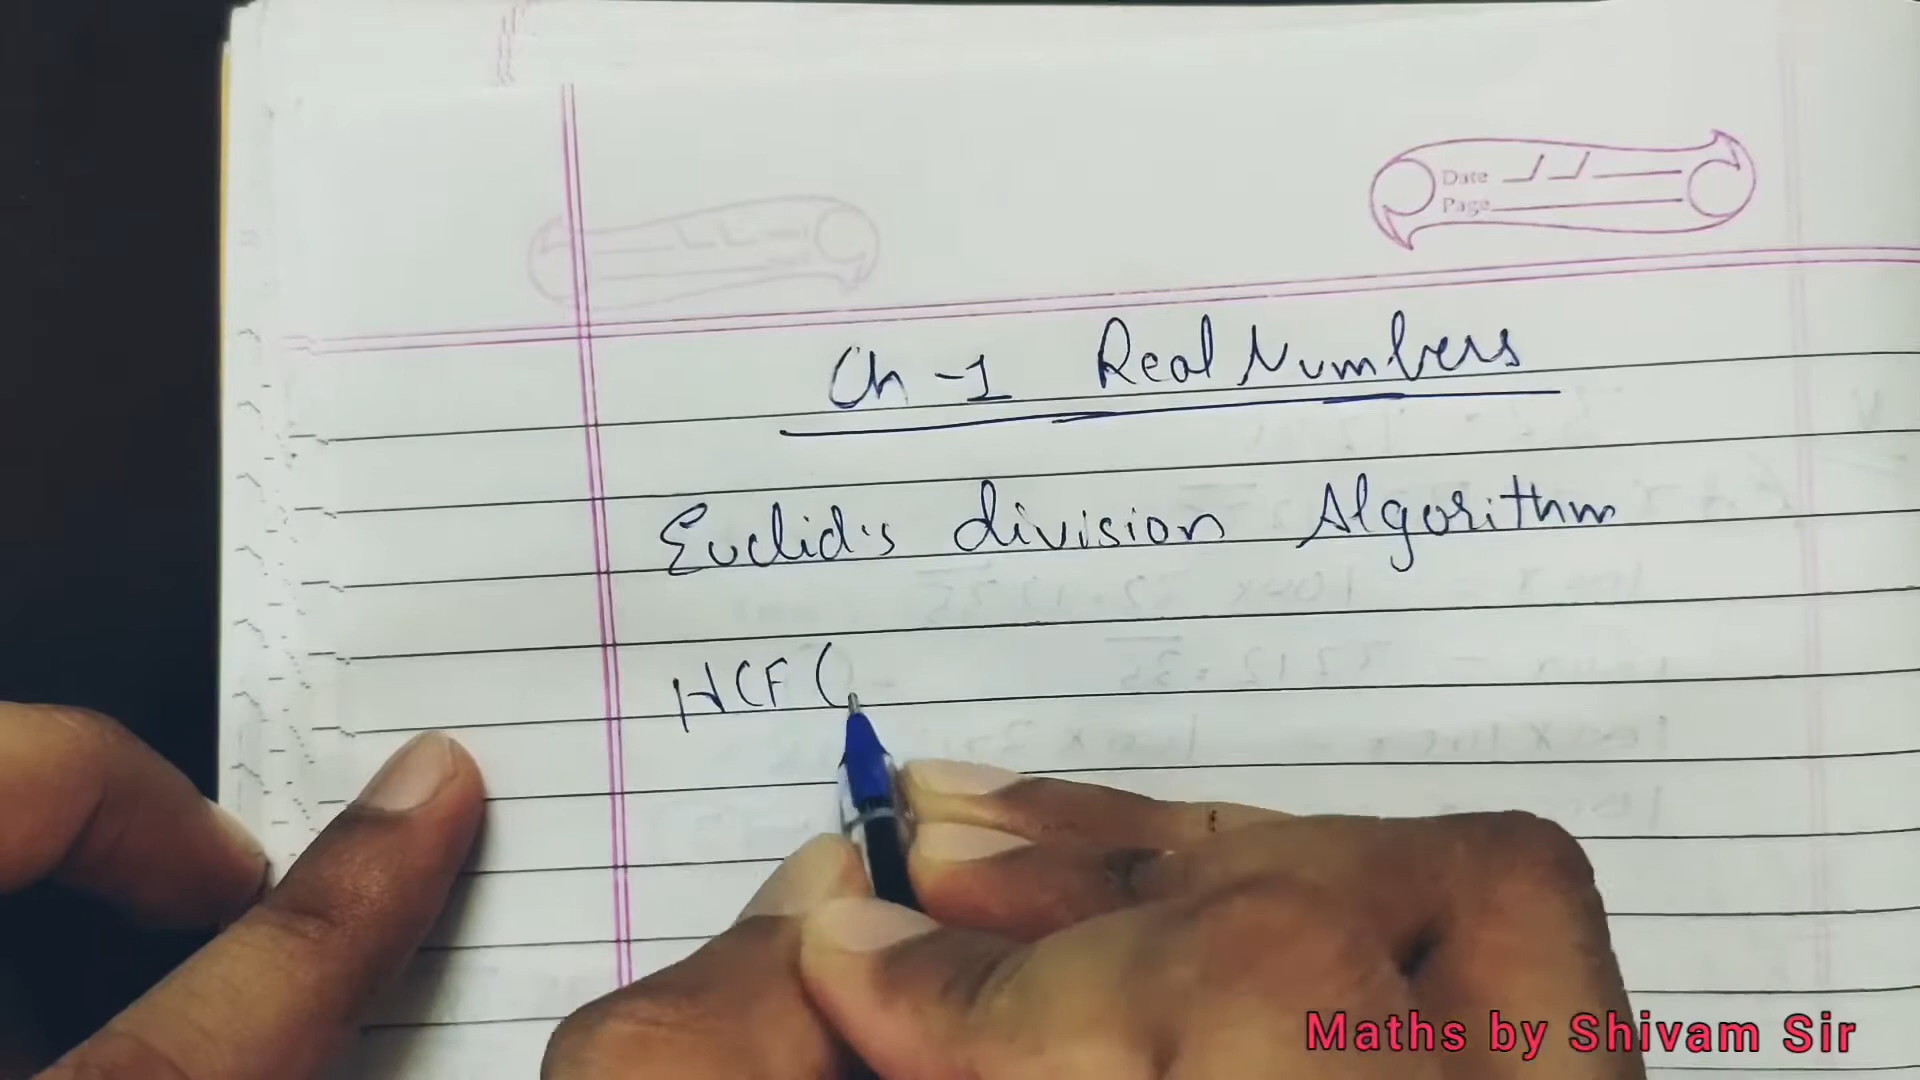 Date
Page
Ch-1 Real Numbers
Euclid's division Algorithm
HCF (
Maths by Shivam Sir